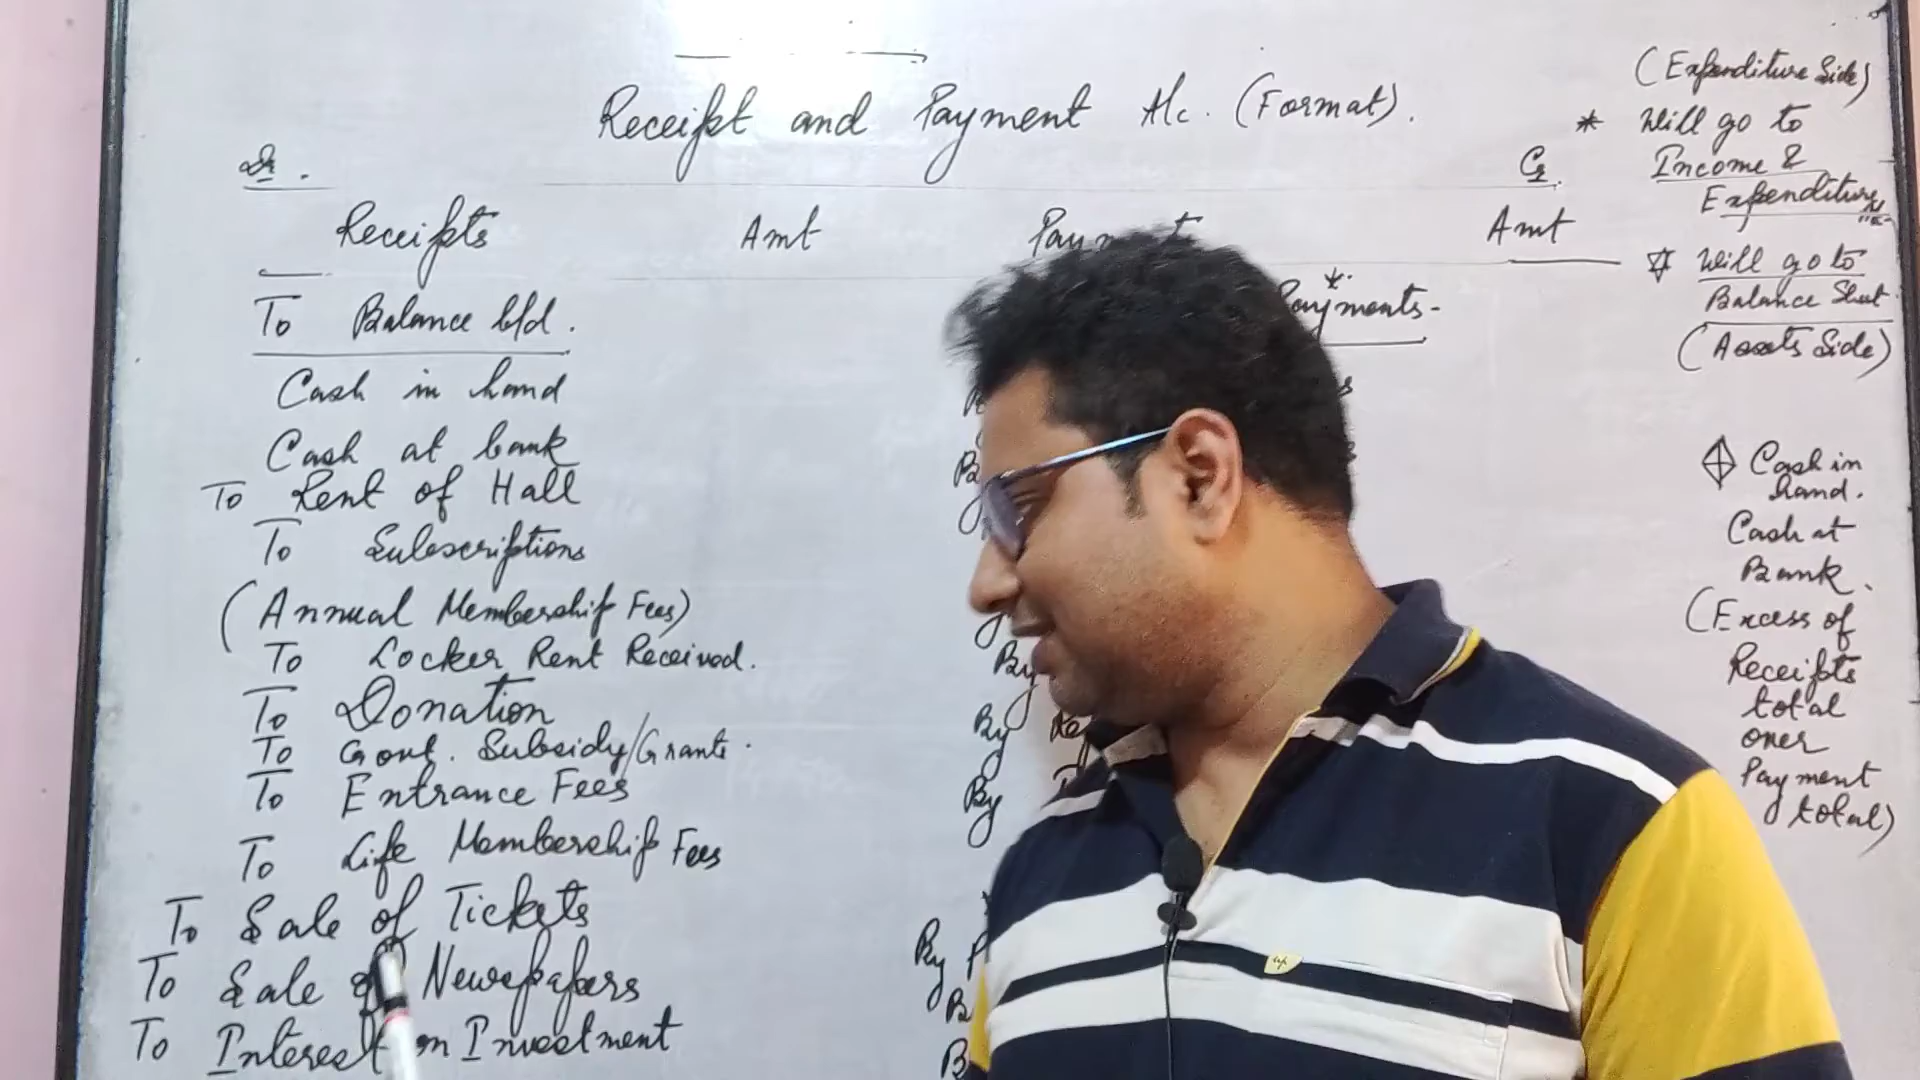 Receipt and Payment A/c. (Format).
Dr.
Cr.
Receipts Amt
Amt
To Balance b/d.
Cash in hand
Cash at bank
To Rent of Hall
To Subscriptions
(Annual Membership Fees)
To Locker Rent Received.
To Donation
To Govt. Subsidy/Grants.
To Entrance Fees
To Life Membership Fees
To Sale of Tickets
To Sale of Newspapers
To Interest on Investment
Payments-
By
By
By
By
(Expenditure Side)
* Will go to
Income &
Expenditure
A/c
☆ Will go to
Balance Sheet.
(Assets Side)
Cash in
hand.
Cash at
Bank.
(Excess of
Receipts
total
over
Payment
total)